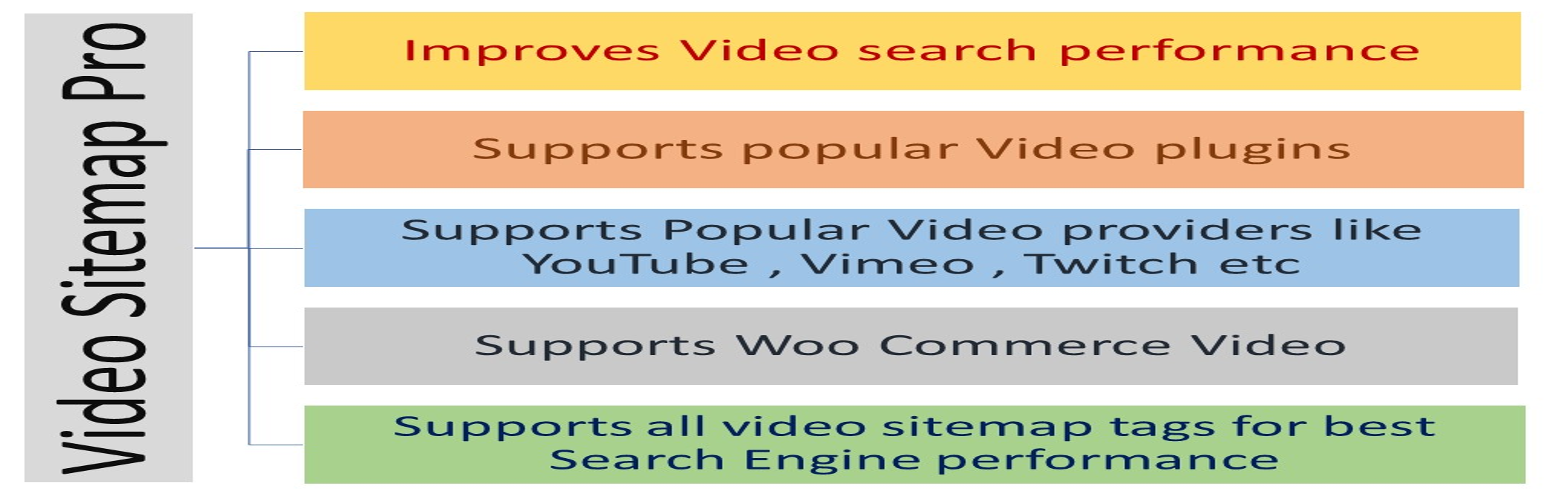 Video Sitemap Pro
Improves Video search performance
Supports popular Video plugins
Supports Popular Video providers like
YouTube , Vimeo , Twitch etc
Supports Woo Commerce Video
Supports all video sitemap tags for best
Search Engine performance